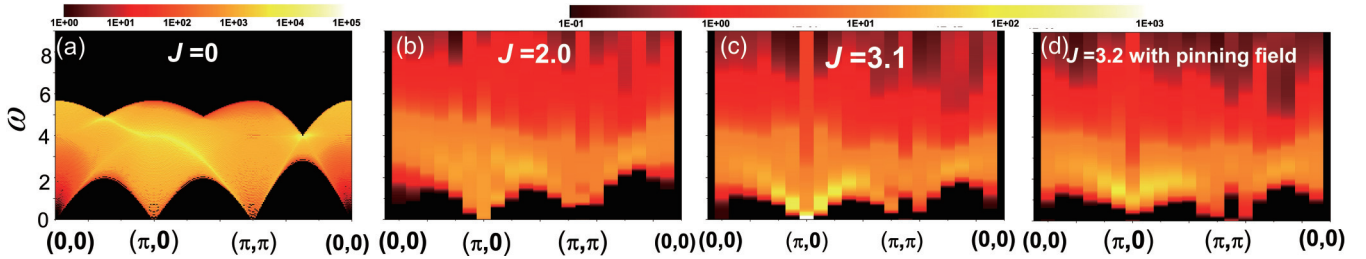 1E+00 1E+01 1E+02 1E+03 1E+04 1E+05
1E-01 1E+00 1E+01 1E+02 1E+03
(a) J=0
(b) J=2.0
(c) J=3.1
(d) J=3.2 with pinning field
ω
8
6
4
2
0
(0,0) (π,0) (π,π) (0,0)
(0,0) (π,0) (π,π) (0,0)
(0,0) (π,0) (π,π) (0,0)
(0,0) (π,0) (π,π) (0,0)